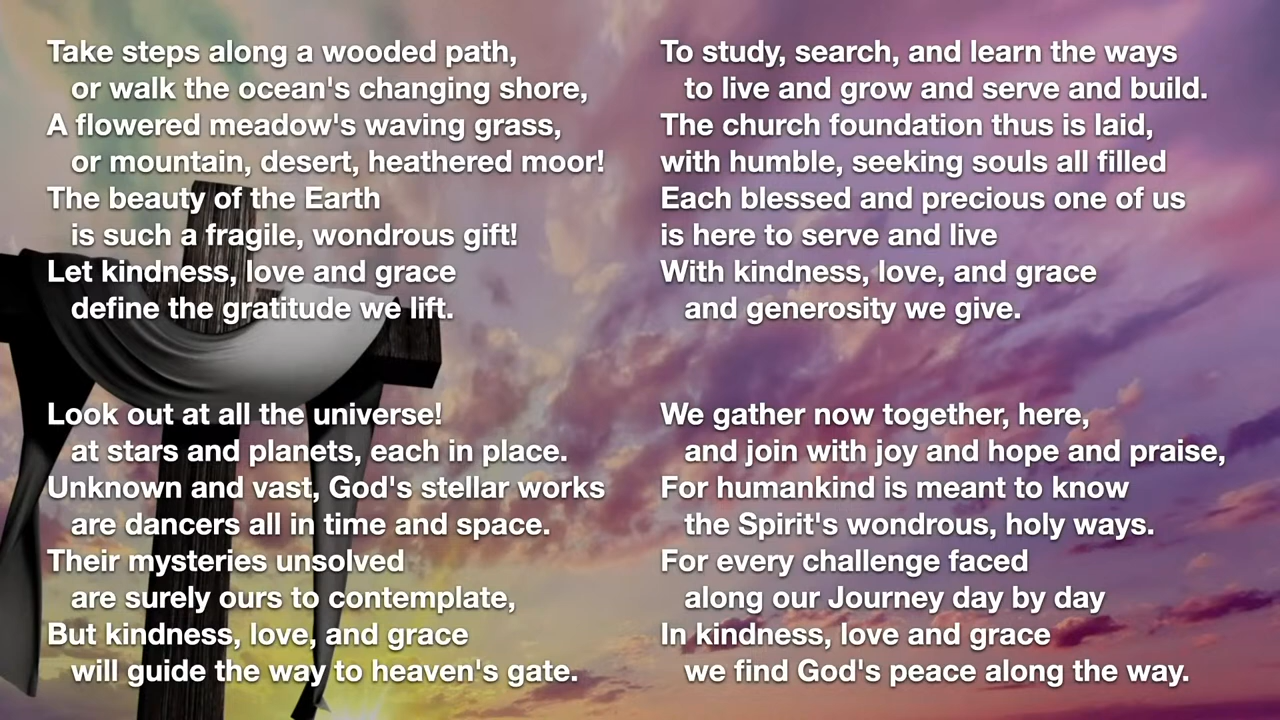 Take steps along a wooded path,
or walk the ocean's changing shore,
A flowered meadow's waving grass,
or mountain, desert, heathered moor!
The beauty of the Earth
is such a fragile, wondrous gift!
Let kindness, love and grace
define the gratitude we lift.
Look out at all the universe!
at stars and planets, each in place.
Unknown and vast, God's stellar works
are dancers all in time and space.
Their mysteries unsolved
are surely ours to contemplate,
But kindness, love, and grace
will guide the way to heaven's gate.
To study, search, and learn the ways
to live and grow and serve and build.
The church foundation thus is laid,
with humble, seeking souls all filled
Each blessed and precious one of us
is here to serve and live
With kindness, love, and grace
and generosity we give.
We gather now together, here,
and join with joy and hope and praise,
For humankind is meant to know
the Spirit's wondrous, holy ways.
For every challenge faced
along our Journey day by day
In kindness, love and grace
we find God's peace along the way.